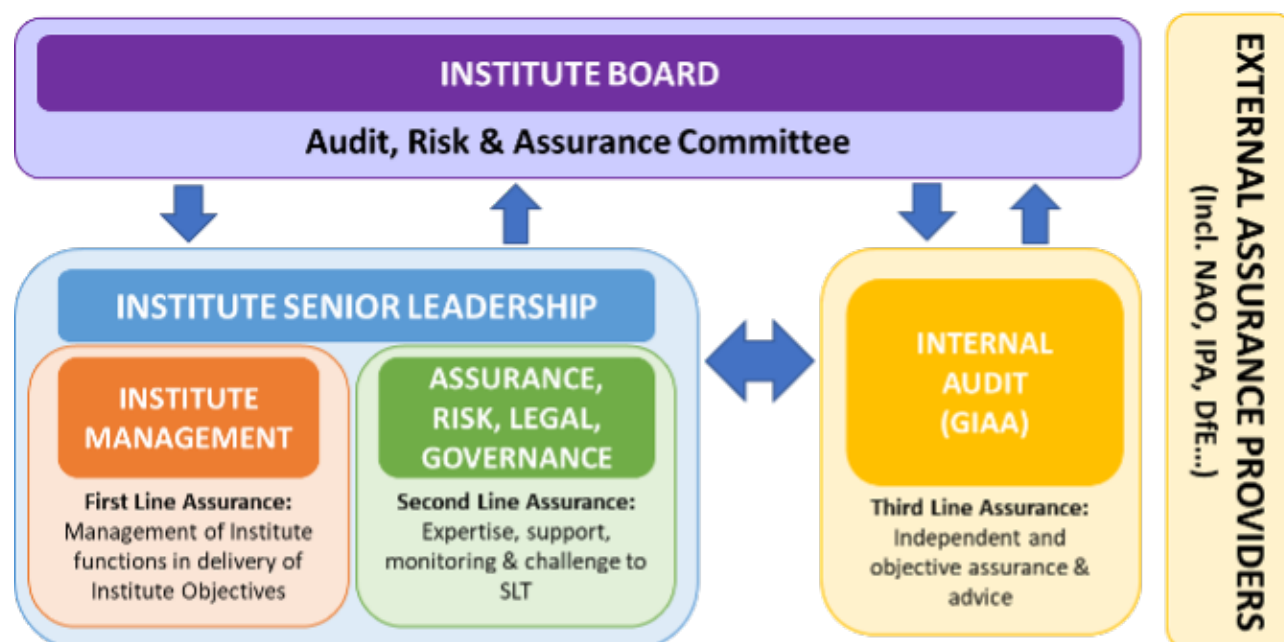 INSTITUTE BOARD
Audit, Risk & Assurance Committee
INSTITUTE SENIOR LEADERSHIP
INSTITUTE
MANAGEMENT
First Line Assurance:
Management of Institute
functions in delivery of
Institute Objectives
ASSURANCE,
RISK, LEGAL,
GOVERNANCE
Second Line Assurance:
Expertise, support,
monitoring & challenge to
SLT
INTERNAL
AUDIT
(GIAA)
Third Line Assurance:
Independent and
objective assurance &
advice
EXTERNAL ASSURANCE PROVIDERS
(Incl. NAO, IPA, DfE...)